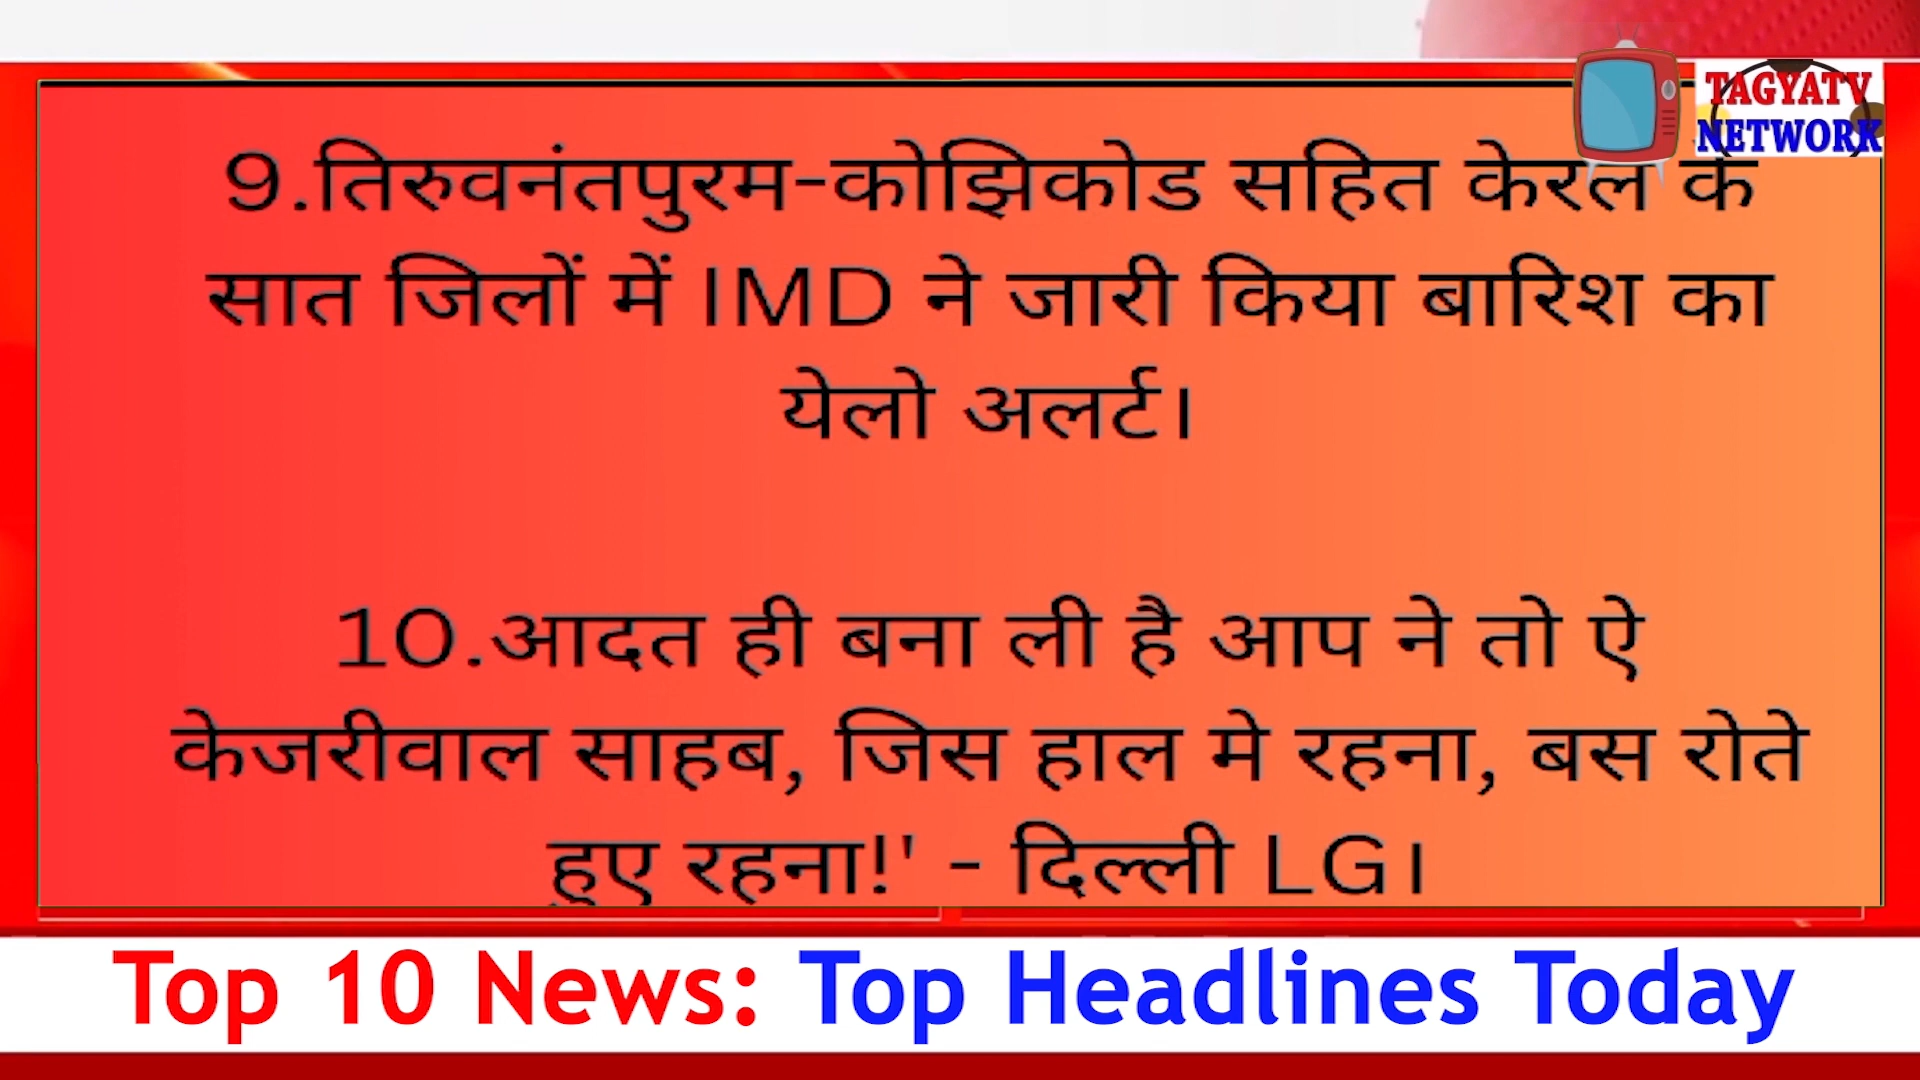 TAGYATV
NETWORK
9.तिरुवनंतपुरम-कोझिकोड सहित केरल के
सात जिलों में IMD ने जारी किया बारिश का
येलो अलर्ट।
10.आदत ही बना ली है आप ने तो ऐ
केजरीवाल साहब, जिस हाल मे रहना, बस रोते
हुए रहना!' - दिल्ली LG।
Top 10 News: Top Headlines Today